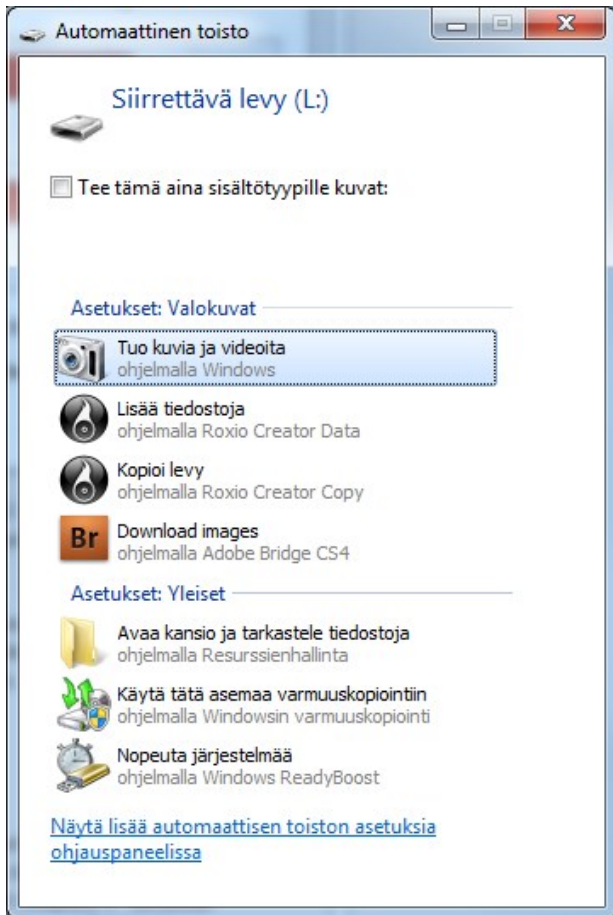 Automaattinen toisto
Siirrettävä levy (L:)
Tee tämä aina sisältötyypille kuvat:
Asetukset: Valokuvat
Tuo kuvia ja videoita
ohjelmalla Windows
Lisää tiedostoja
ohjelmalla Roxio Creator Data
Kopioi levy
ohjelmalla Roxio Creator Copy
Br
Download images
ohjelmalla Adobe Bridge CS4
Asetukset: Yleiset
Avaa kansio ja tarkastele tiedostoja
ohjelmalla Resurssienhallinta
Käytä tätä asemaa varmuuskopiointiin
ohjelmalla Windowsin varmuuskopiointi
Nopeuta järjestelmää
ohjelmalla Windows ReadyBoost
Näytä lisää automaattisen toiston asetuksia
ohjauspaneelissa